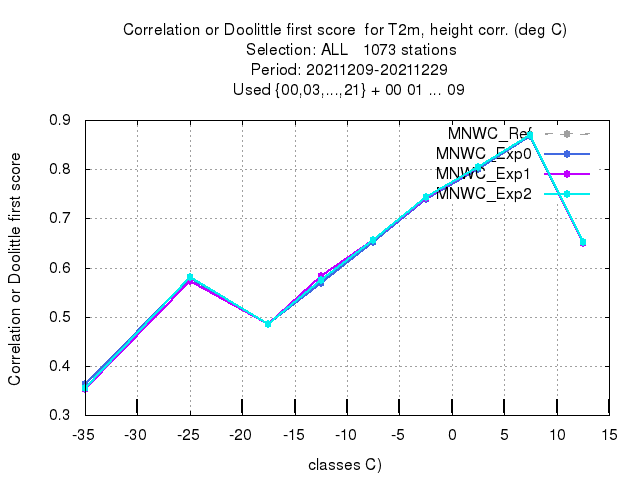 Correlation or Doolittle first score  for T2m, height corr. (deg C)
Selection: ALL   1073 stations
Period: 20211209-20211229
Used {00,03,...,21} + 00 01 ... 09
Correlation or Doolittle first score
0.9
0.8
0.7
0.6
0.5
0.4
0.3
MNWC_Ref
MNWC_Exp0
MNWC_Exp1
MNWC_Exp2
-35 -30 -25 -20 -15 -10 -5 0 5 10 15
classes C)